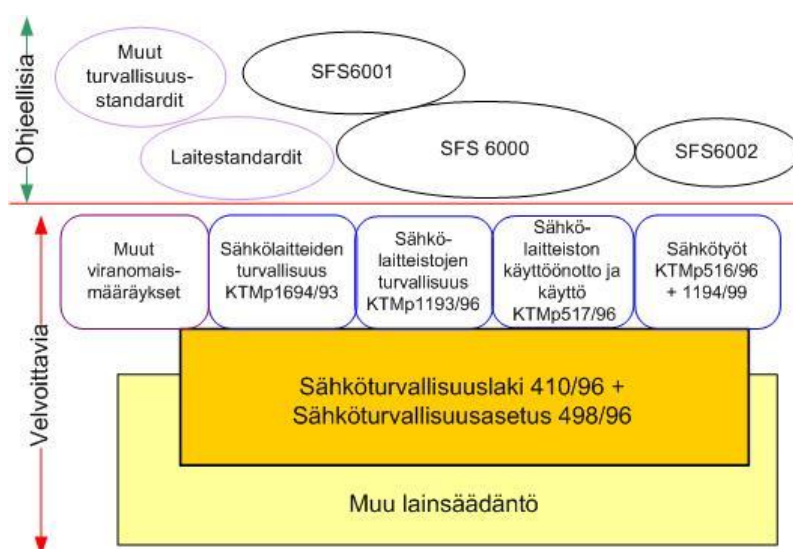 Ohjeellisia
Muut
turvallisuus-
standardit
SFS6001
Laitestandardit
SFS 6000
SFS6002
Velvoittavia
Muut
viranomais-
määräykset
Sähkölaitteiden
turvallisuus
KTMp1694/93
Sähkö-
laitteistojen
turvallisuus
KTMp1193/96
Sähkö-
laitteiston
käyttöönotto ja
käyttö
KTMp517/96
Sähkötyöt
KTMp516/96
+ 1194/99
Sähköturvallisuuslaki 410/96 +
Sähköturvallisuusasetus 498/96
Muu lainsäädäntö